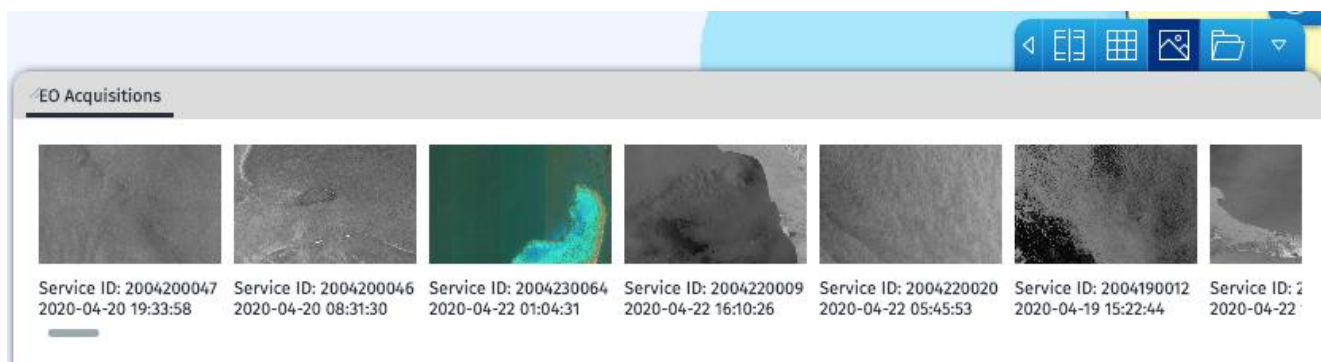 EO Acquisitions
Service ID: 2004200047
2020-04-20 19:33:58
Service ID: 2004200046
2020-04-20 08:31:30
Service ID: 2004230064
2020-04-22 01:04:31
Service ID: 2004220009
2020-04-22 16:10:26
Service ID: 2004220020
2020-04-22 05:45:53
Service ID: 2004190012
2020-04-19 15:22:44
Service ID: 2
2020-04-22